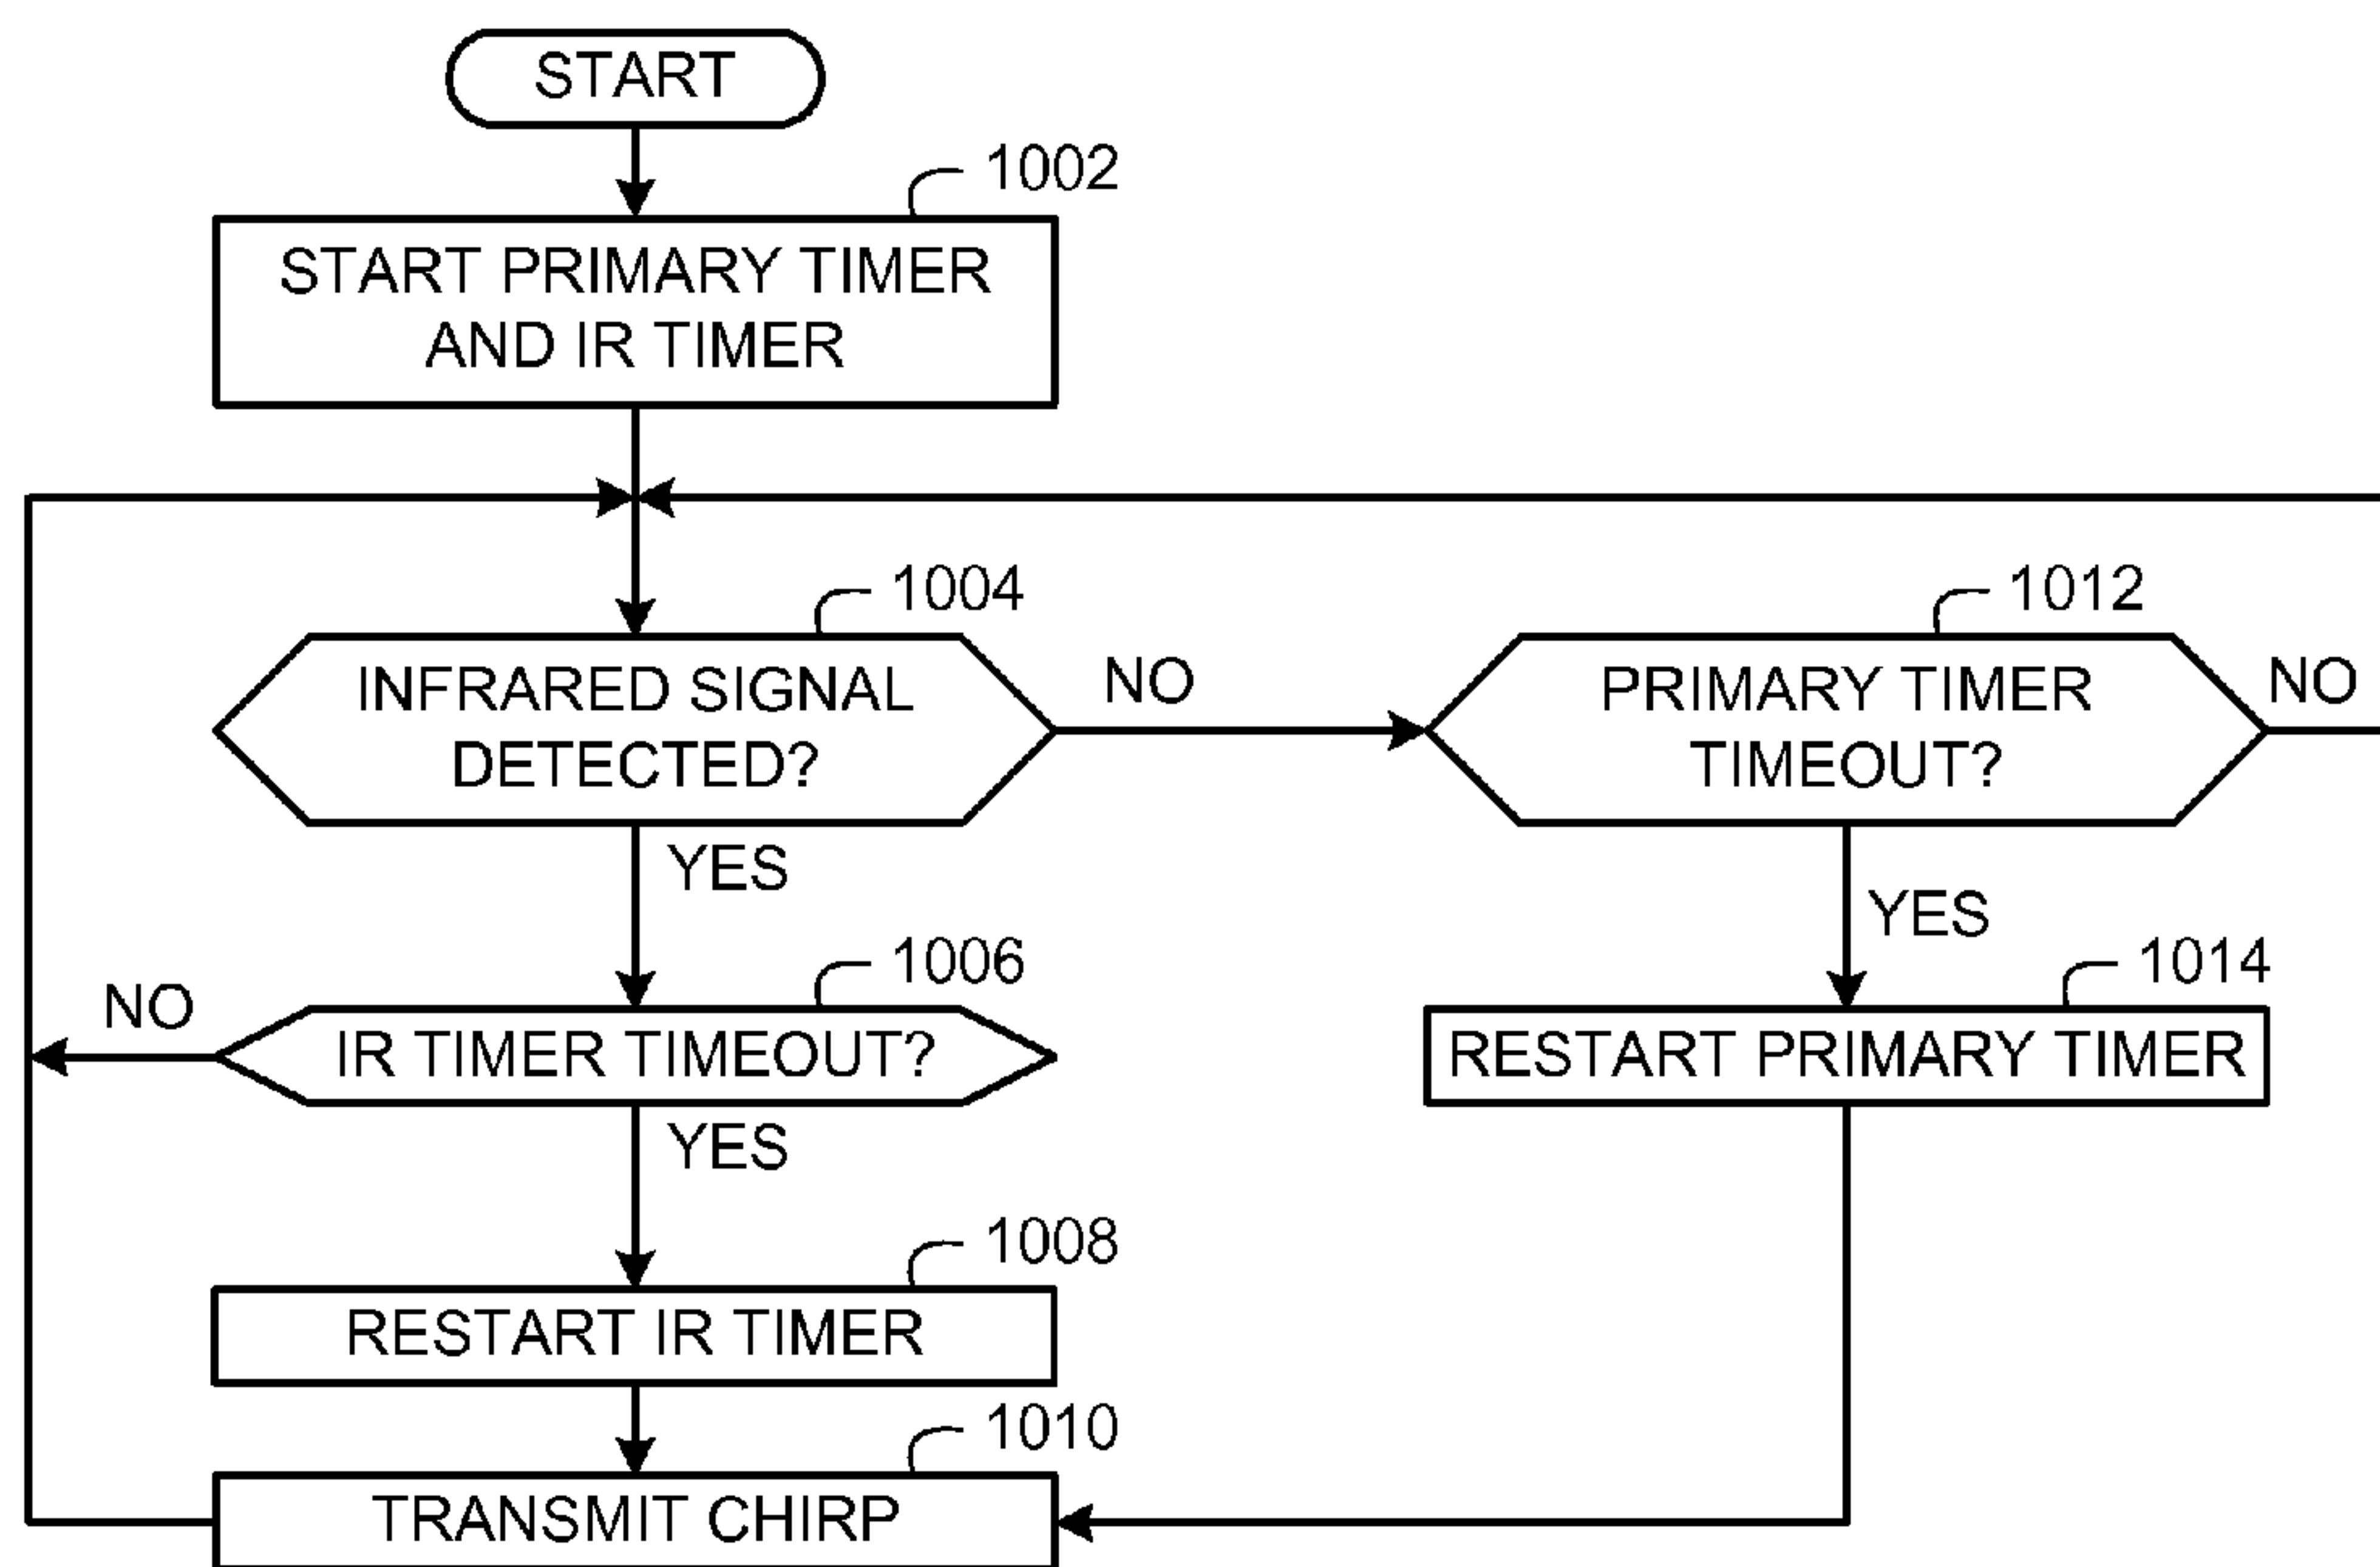 START
1002
START PRIMARY TIMER
AND IR TIMER
1004
INFRARED SIGNAL
DETECTED?
NO
1012
PRIMARY TIMER
TIMEOUT?
NO
YES
YES
1006
IR TIMER TIMEOUT?
NO
1014
RESTART PRIMARY TIMER
YES
1008
RESTART IR TIMER
1010
TRANSMIT CHIRP